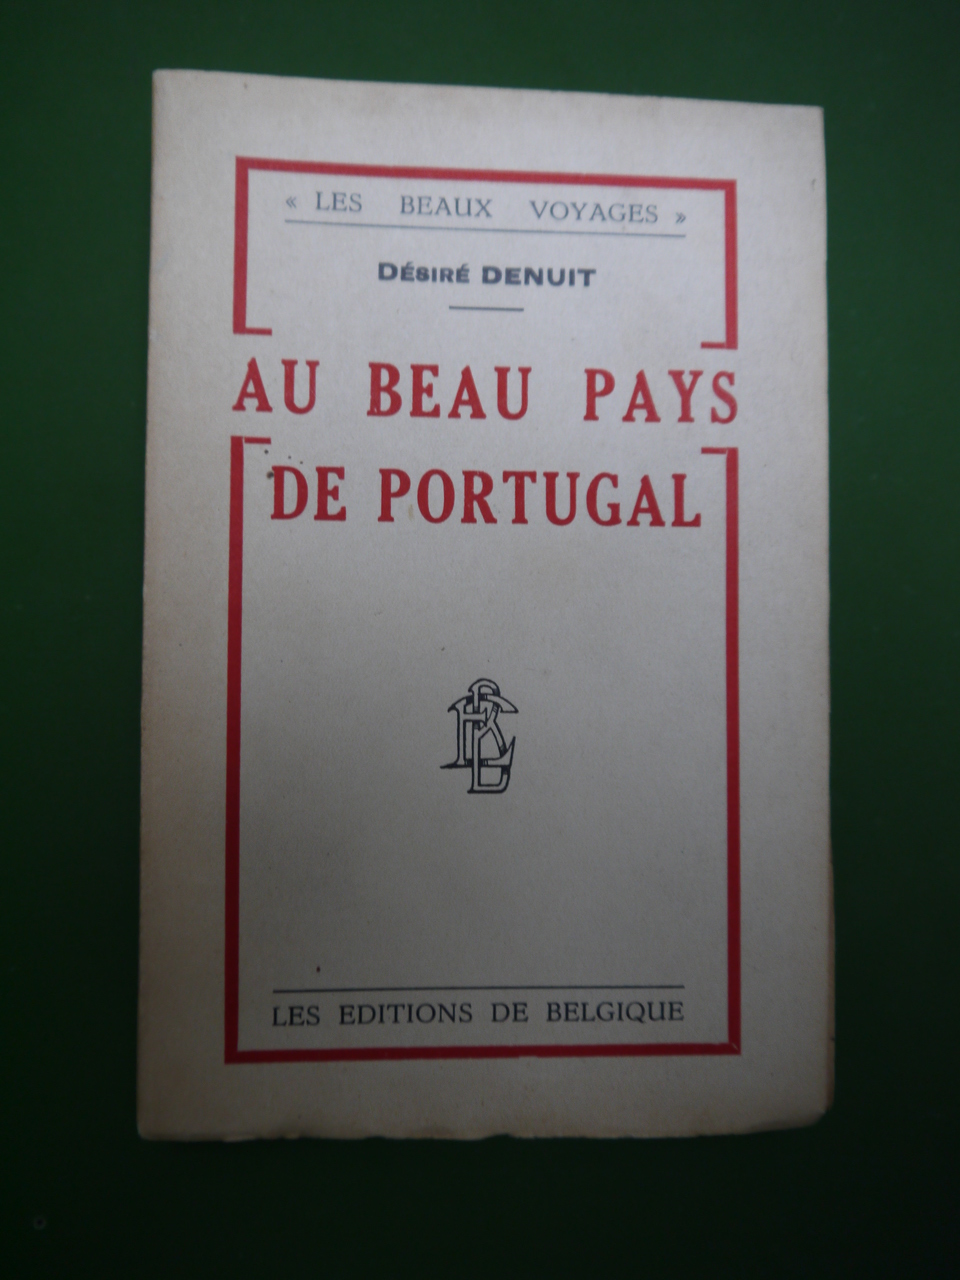 « LES BEAUX VOYAGES »
DÉSIRÉ DENUIT
AU BEAU PAYS
DE PORTUGAL
LES EDITIONS DE BELGIQUE